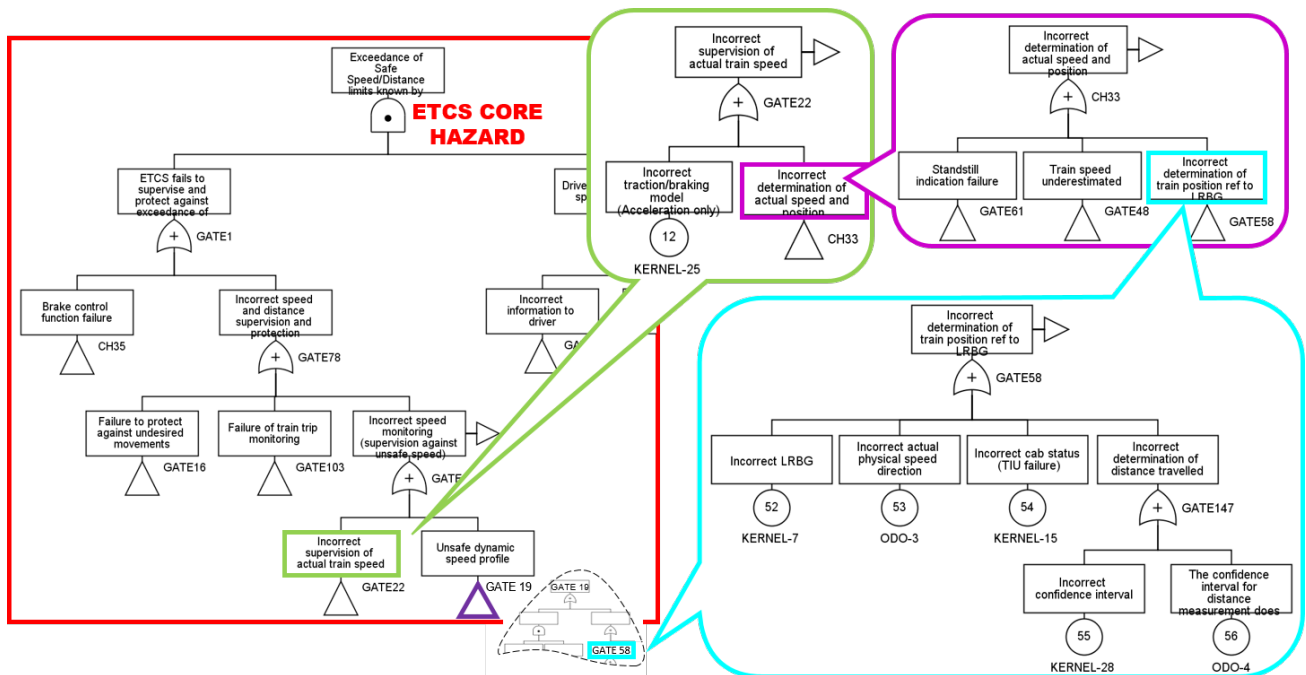 Exceedance of
Safe
Speed/Distance
limits known by
ETCS CORE
HAZARD
ETCS fails to
supervise and
protect against
exceedance of
GATE1
Drive
sp
Brake control
function failure
CH35
Incorrect speed
and distance
supervision and
protection
GATE78
Incorrect
information to
driver
GA
Failure to protect
against undesired
movements
GATE16
Failure of train trip
monitoring
GATE103
Incorrect speed
monitoring
(supervision against
unsafe speed)
GATE
Incorrect
supervision of
actual train speed
GATE22
Unsafe dynamic
speed profile
GATE 19
GATE 19
GATE 58
Incorrect
supervision of
actual train speed
+
GATE22
Incorrect
traction/braking
model
(Acceleration only)
12
KERNEL-25
Incorrect
determination of
actual speed and
position
CH33
Incorrect
determination of
actual speed and
position
+
CH33
Standstill
indication failure
GATE61
Train speed
underestimated
GATE48
Incorrect
determination of
train position ref to
LRBG
GATE58
Incorrect
determination of
train position ref to
LRBG
+
GATE58
Incorrect LRBG
52
KERNEL-7
Incorrect actual
physical speed
direction
53
ODO-3
Incorrect cab status
(TIU failure)
54
KERNEL-15
Incorrect
determination of
distance travelled
+
GATE147
Incorrect
confidence interval
55
KERNEL-28
The confidence
interval for
distance
measurement does
56
ODO-4